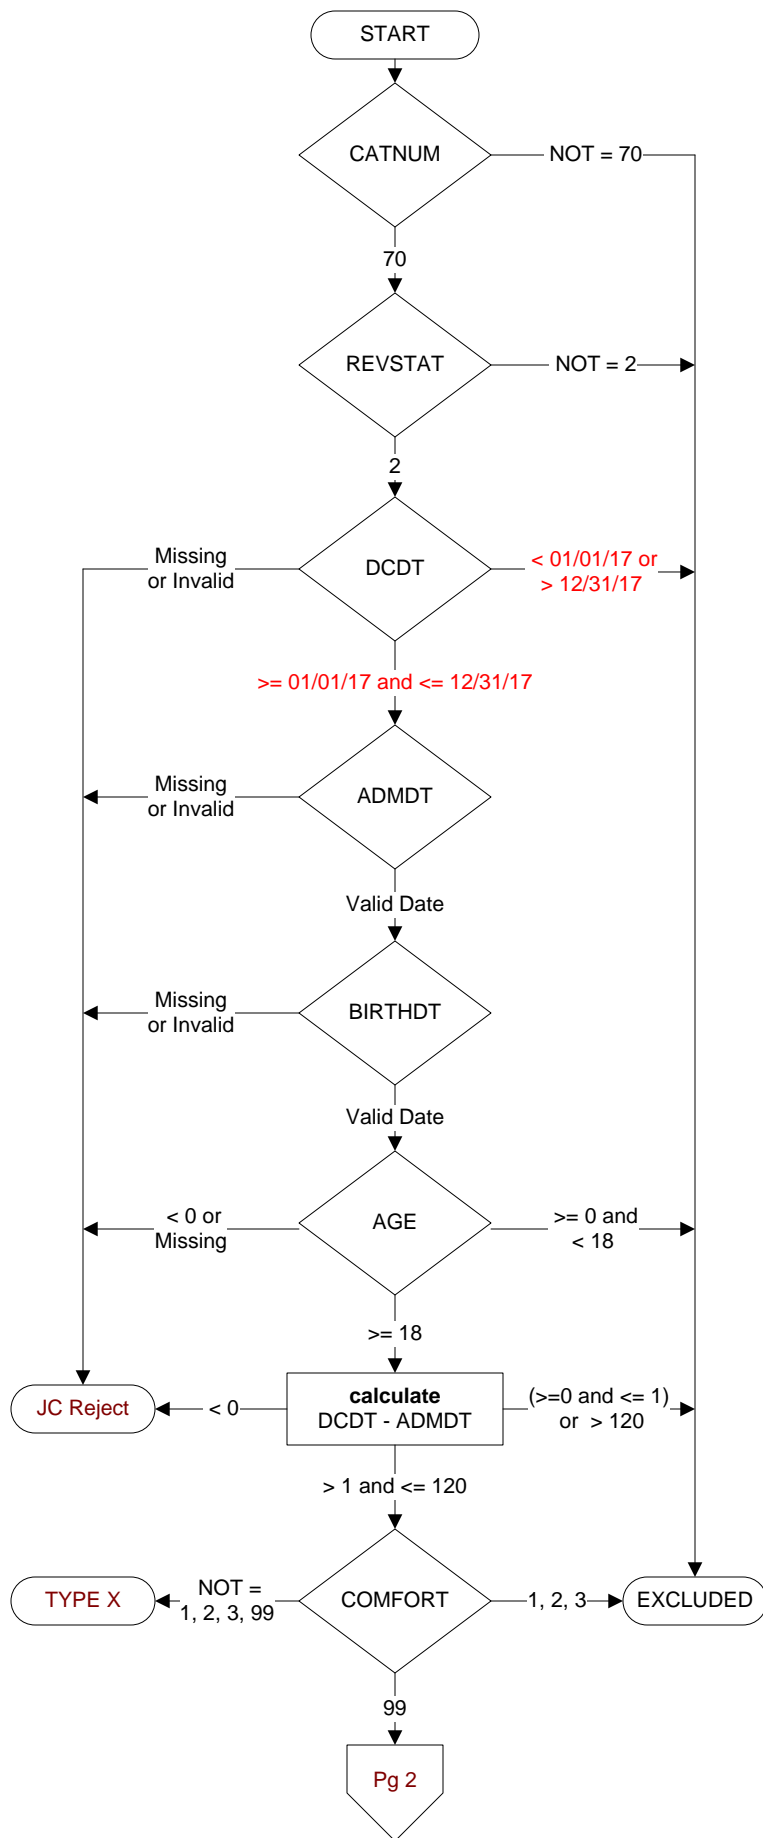 START
CATNUM
NOT = 70
70
REVSTAT
NOT = 2
2
Missing
or Invalid
DCDT
< 01/01/17 or
> 12/31/17
>= 01/01/17 and <= 12/31/17
Missing
or Invalid
ADMDT
Valid Date
Missing
or Invalid
BIRTHDT
Valid Date
< 0 or
Missing
AGE
>= 0 and
< 18
>= 18
JC Reject
< 0
calculate
DCDT - ADMDT
(>=0 and <= 1)
or > 120
> 1 and <= 120
TYPE X
NOT =
1, 2, 3, 99
COMFORT
1, 2, 3
EXCLUDED
99
Pg 2